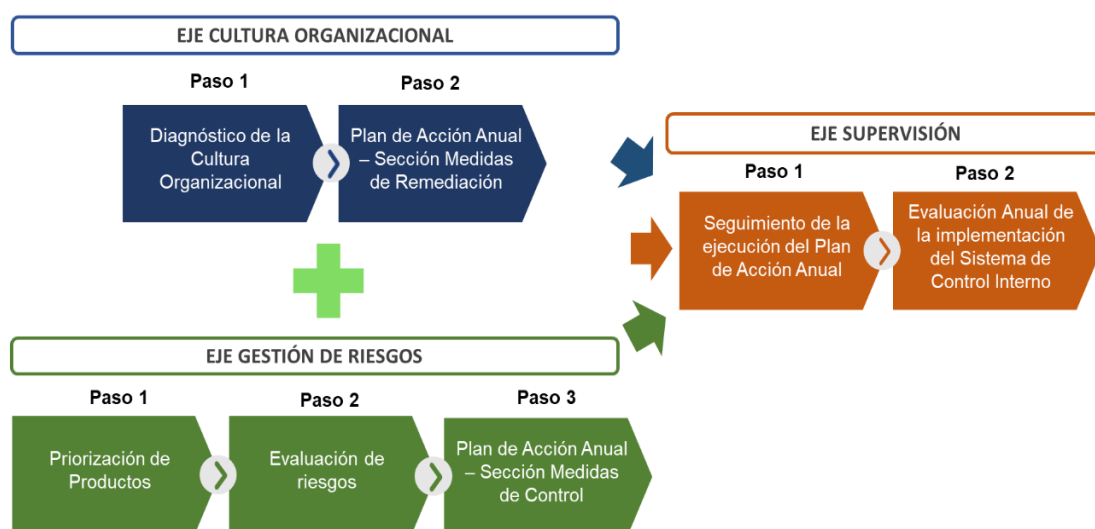 EJE CULTURA ORGANIZACIONAL
Paso 1
Paso 2
Diagnóstico de la
Cultura
Organizacional
Plan de Acción Anual
– Sección Medidas
de Remediación
EJE SUPERVISIÓN
Paso 1
Paso 2
Seguimiento de la
ejecución del Plan
de Acción Anual
Evaluación Anual de
la implementación
del Sistema de
Control Interno
EJE GESTIÓN DE RIESGOS
Paso 1
Paso 2
Paso 3
Priorización de
Productos
Evaluación de
riesgos
Plan de Acción Anual
– Sección Medidas
de Control